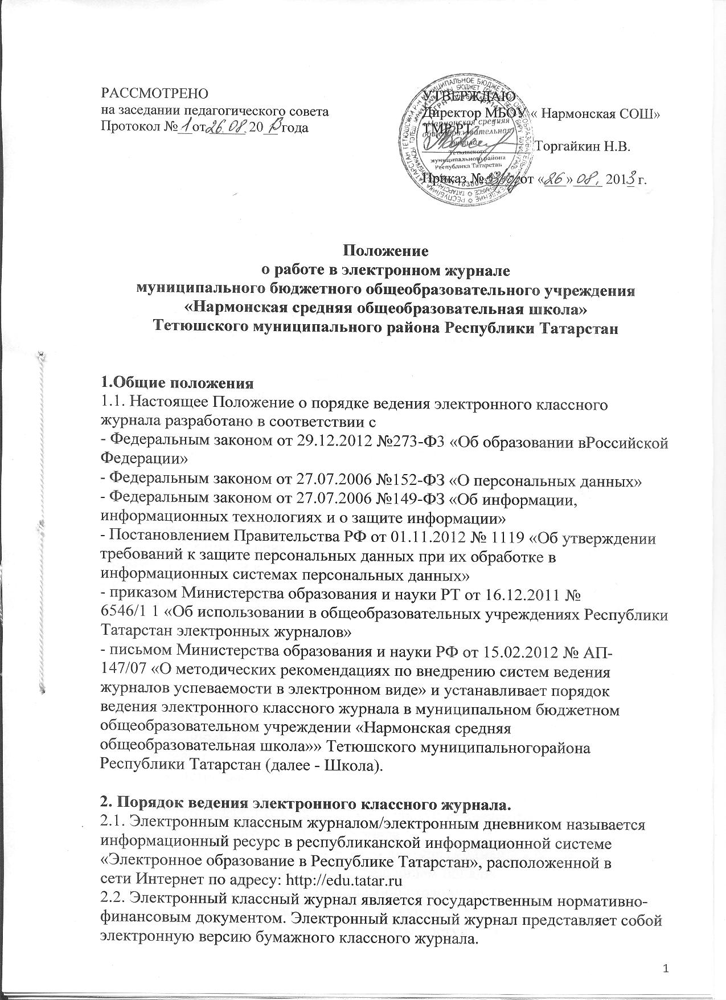 РАССМОТРЕНО
на заседании педагогического совета
Протокол № 1 от 26.08. 2013 года
УТВЕРЖДАЮ
Директор МБОУ « Нармонская СОШ»
ТМР РТ
Торгайкин Н.В.
Приказ № от «26» 08. 2013 г.
Нармонская средняя
общеобразовательная
школа
Тетюшского
муниципального района
Республика Татарстан
Положение
о работе в электронном журнале
муниципального бюджетного общеобразовательного учреждения
«Нармонская средняя общеобразовательная школа»
Тетюшского муниципального района Республики Татарстан
1.Общие положения
1.1. Настоящее Положение о порядке ведения электронного классного
журнала разработано в соответствии с
- Федеральным законом от 29.12.2012 №273-ФЗ «Об образовании вРоссийской
Федерации»
- Федеральным законом от 27.07.2006 №152-ФЗ «О персональных данных»
- Федеральным законом от 27.07.2006 №149-ФЗ «Об информации,
информационных технологиях и о защите информации»
- Постановлением Правительства РФ от 01.11.2012 № 1119 «Об утверждении
требований к защите персональных данных при их обработке в
информационных системах персональных данных»
- приказом Министерства образования и науки РТ от 16.12.2011 №
6546/1 1 «Об использовании в общеобразовательных учреждениях Республики
Татарстан электронных журналов»
- письмом Министерства образования и науки РФ от 15.02.2012 № АП-
147/07 «О методических рекомендациях по внедрению систем ведения
журналов успеваемости в электронном виде» и устанавливает порядок
ведения электронного классного журнала в муниципальном бюджетном
общеобразовательном учреждении «Нармонская средняя
общеобразовательная школа»» Тетюшского муниципальногорайона
Республики Татарстан (далее - Школа).
2. Порядок ведения электронного классного журнала.
2.1. Электронным классным журналом/электронным дневником называется
информационный ресурс в республиканской информационной системе
«Электронное образование в Республике Татарстан», расположенной в
сети Интернет по адресу: http://edu.tatar.ru
2.2. Электронный классный журнал является государственным нормативно-
финансовым документом. Электронный классный журнал представляет собой
электронную версию бумажного классного журнала.
1